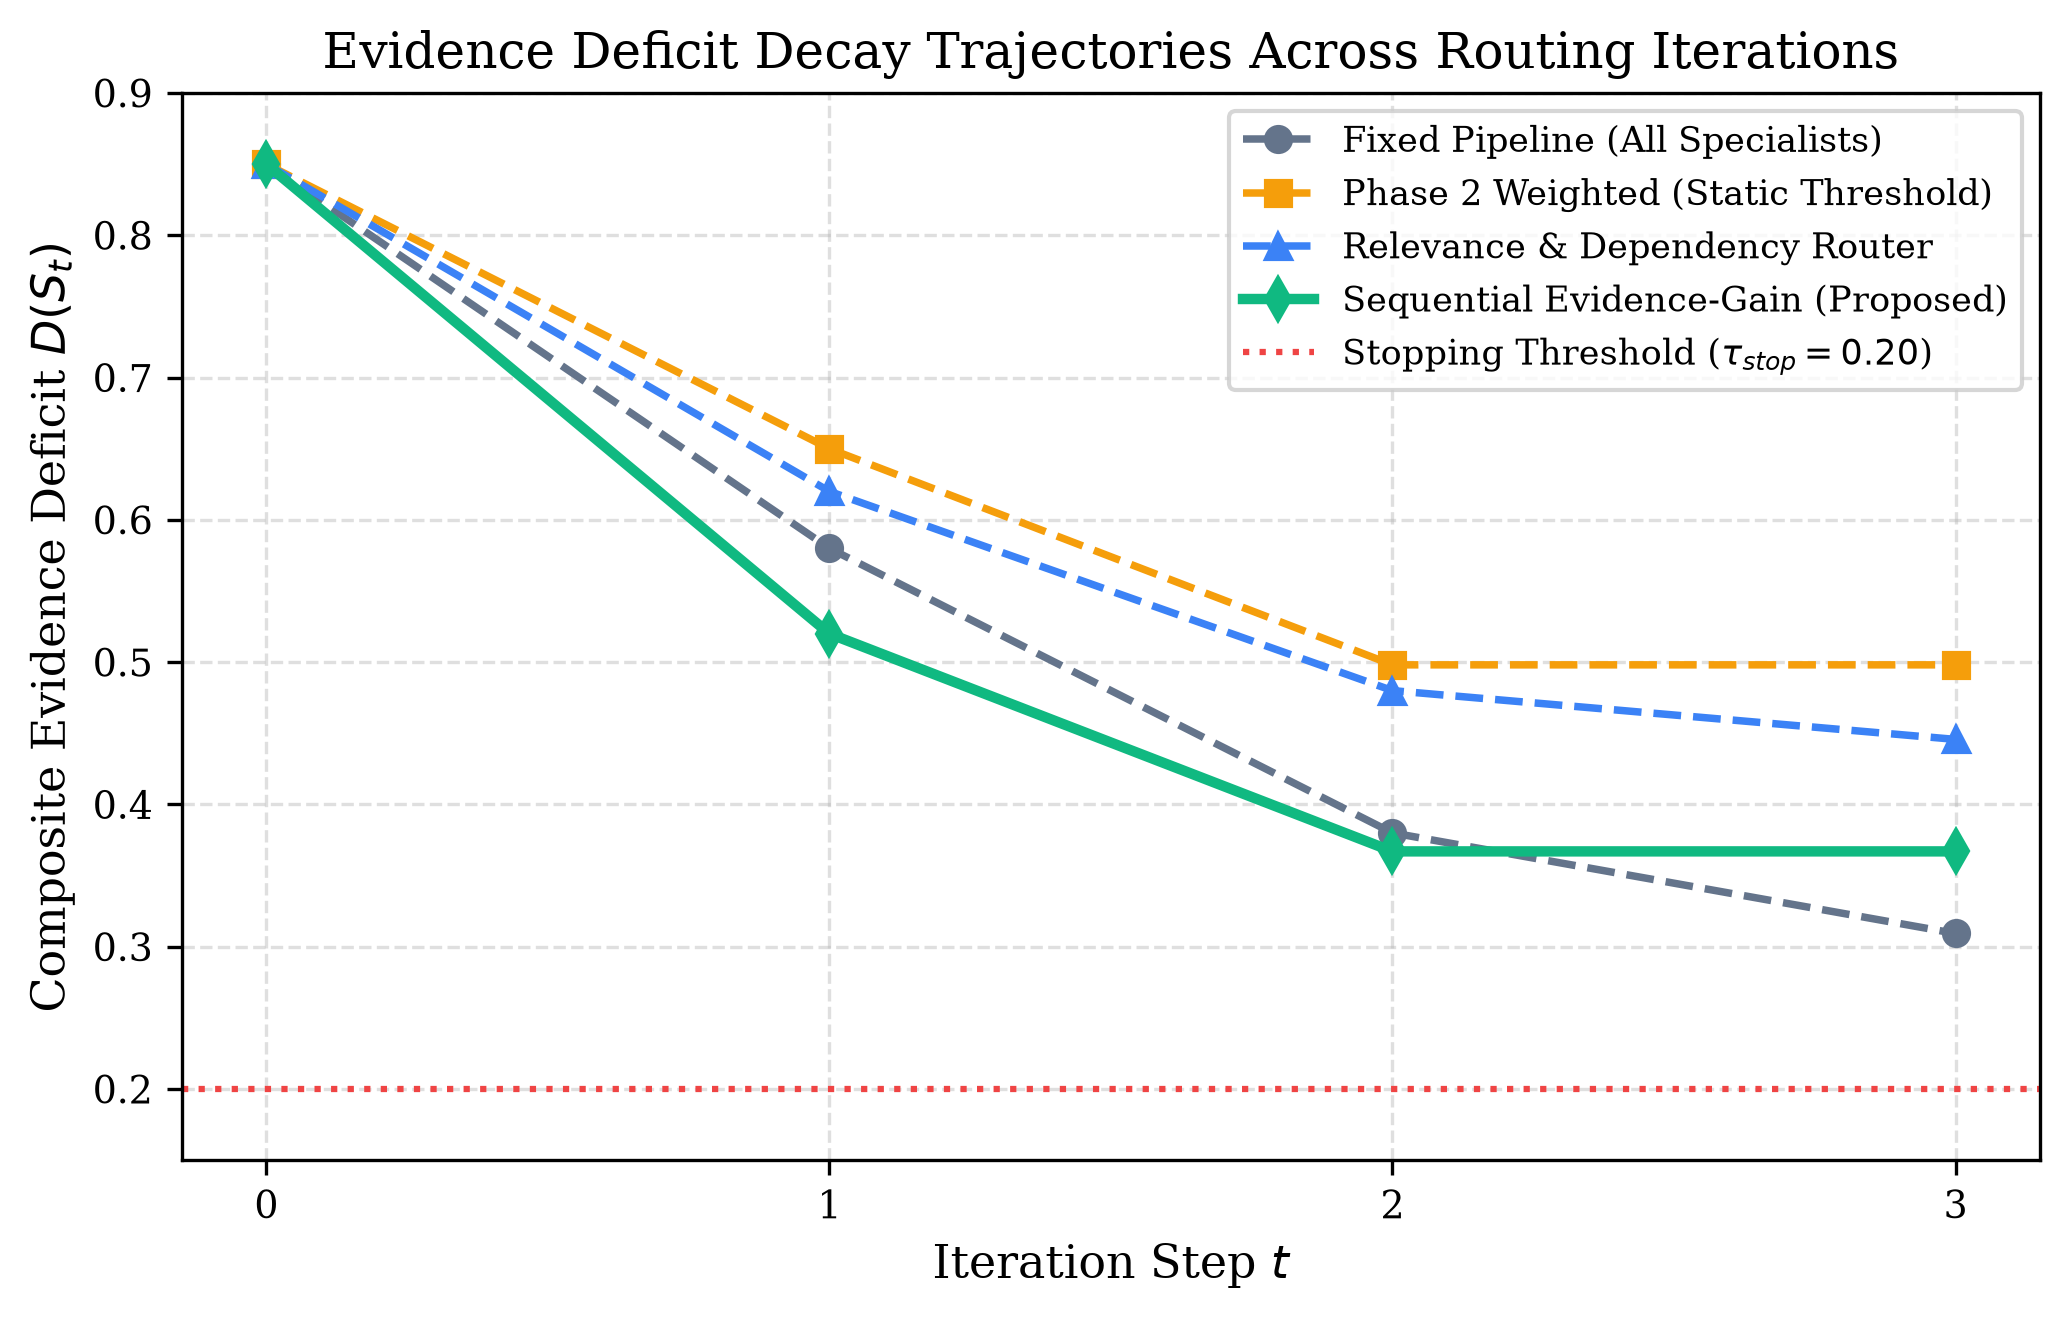 Evidence Deficit Decay Trajectories Across Routing Iterations
Fixed Pipeline (All Specialists)
Phase 2 Weighted (Static Threshold)
Relevance & Dependency Router
Sequential Evidence-Gain (Proposed)
Stopping Threshold (τ_stop = 0.20)
Composite Evidence Deficit D(S_t)
0.9
0.8
0.7
0.6
0.5
0.4
0.3
0.2
0 1 2 3
Iteration Step t